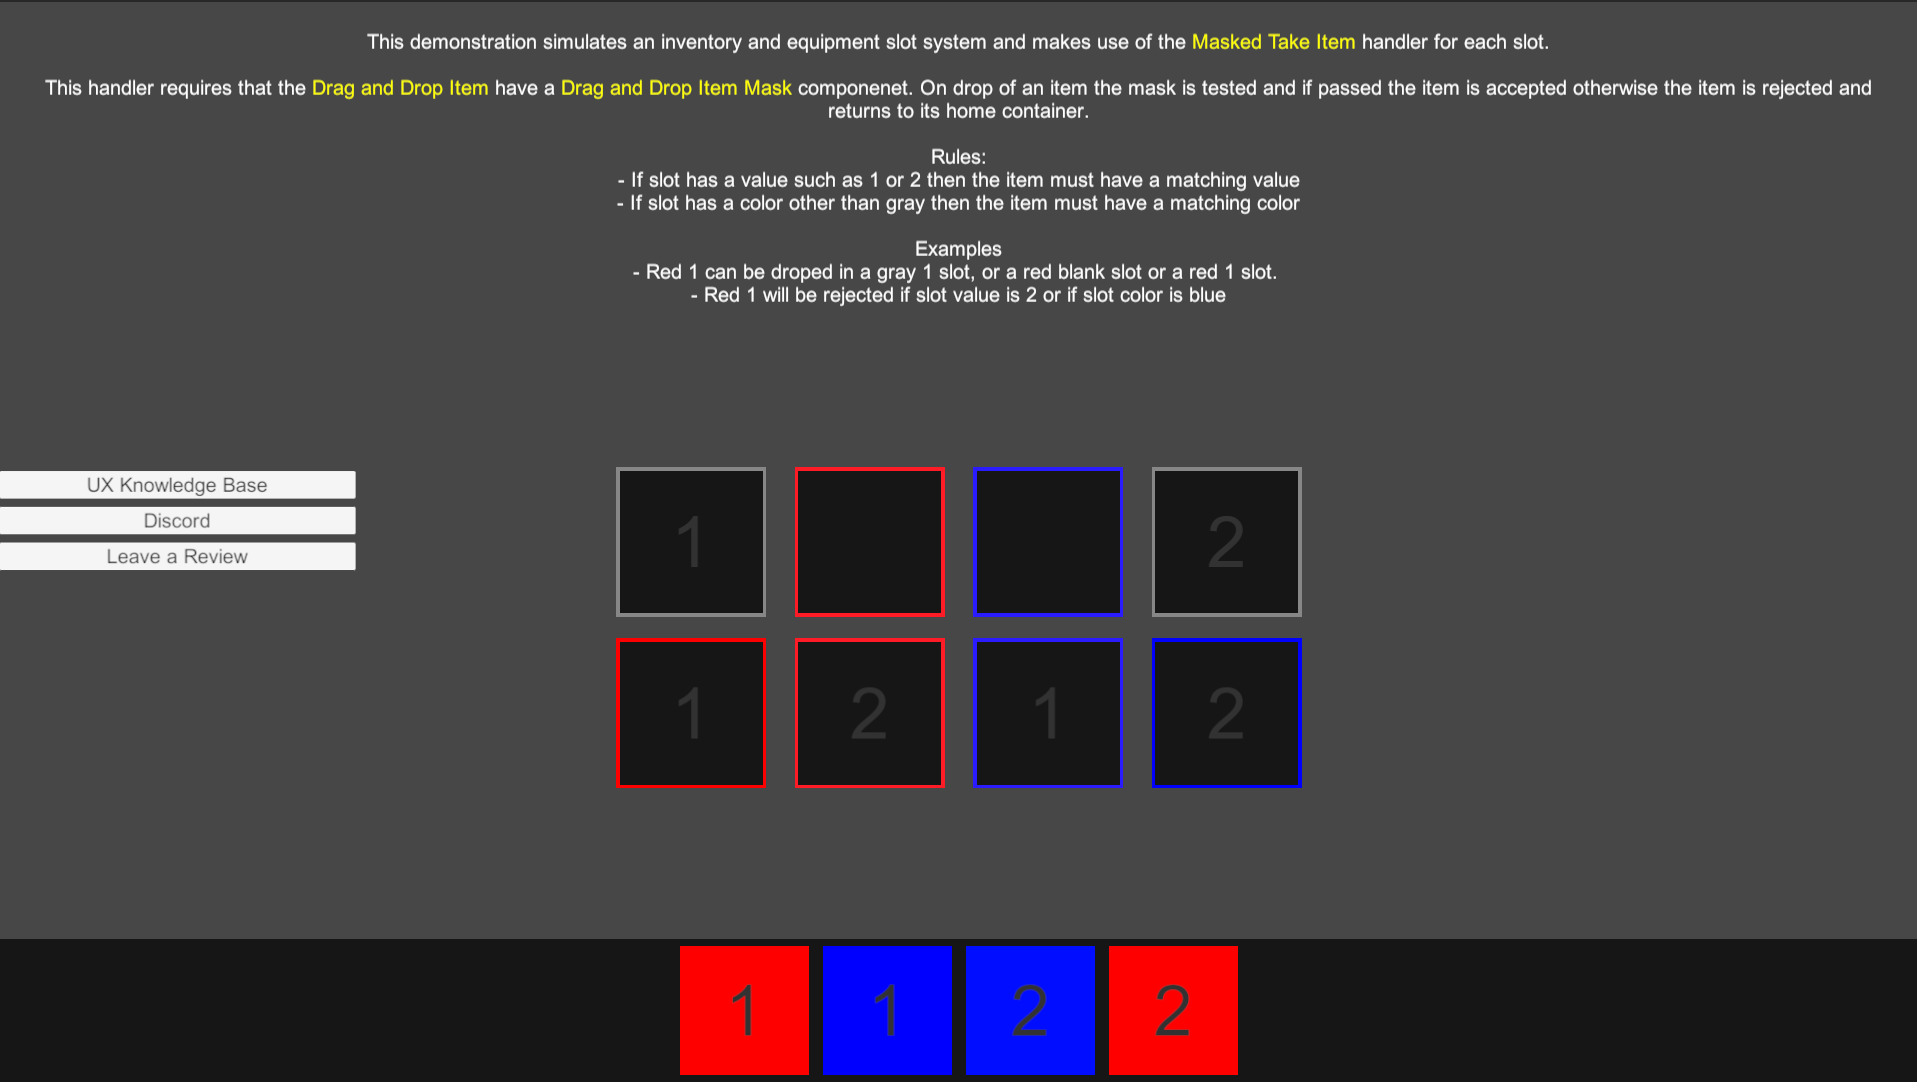 This demonstration simulates an inventory and equipment slot system and makes use of the Masked Take Item handler for each slot.
This handler requires that the Drag and Drop Item have a Drag and Drop Item Mask componenet. On drop of an item the mask is tested and if passed the item is accepted otherwise the item is rejected and
returns to its home container.
Rules:
- If slot has a value such as 1 or 2 then the item must have a matching value
- If slot has a color other than gray then the item must have a matching color
Examples
- Red 1 can be droped in a gray 1 slot, or a red blank slot or a red 1 slot.
- Red 1 will be rejected if slot value is 2 or if slot color is blue
UX Knowledge Base
Discord
Leave a Review
1 2
1 2 1 2
1 1 2 2